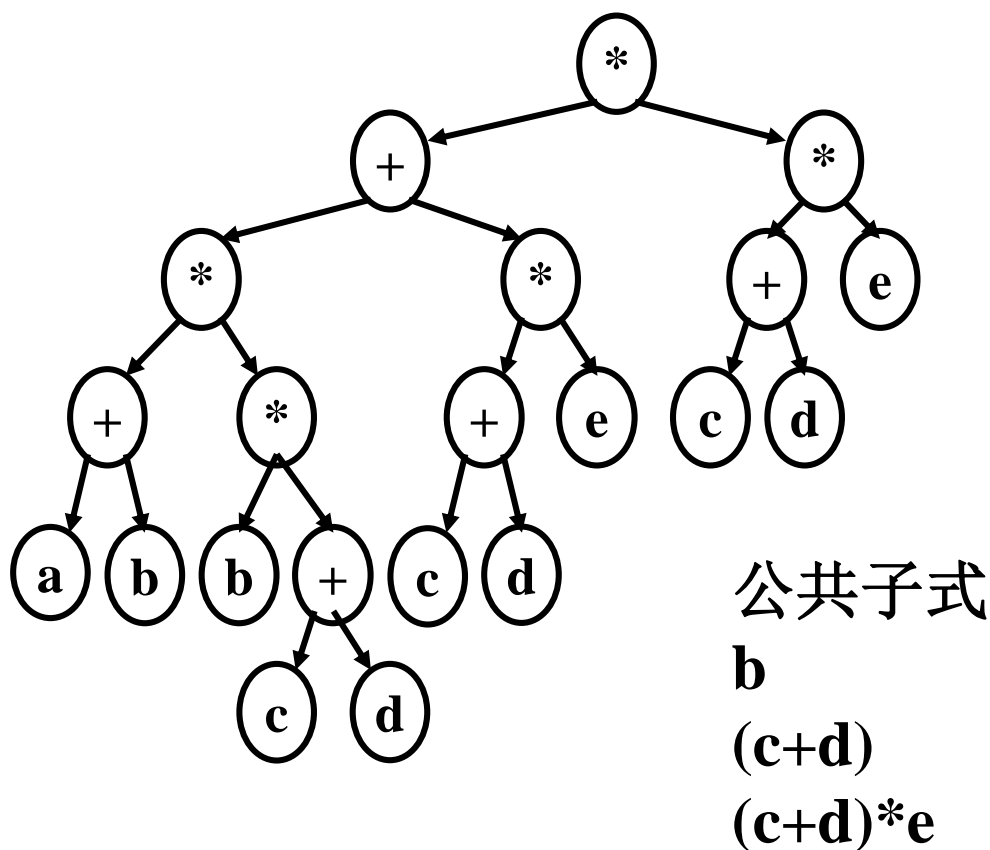 *
+ *
* * + e
+ * + e c d
a b b + c d
c d
公共子式
b
(c+d)
(c+d)*e